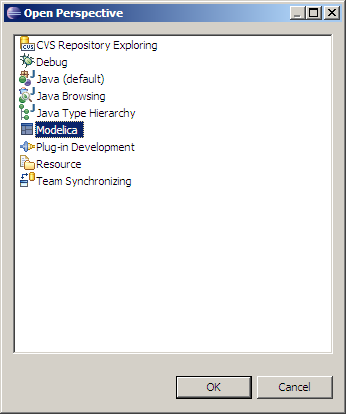 Open Perspective
CVS Repository Exploring
Debug
Java (default)
Java Browsing
Java Type Hierarchy
Modelica
Plug-in Development
Resource
Team Synchronizing
OK
Cancel